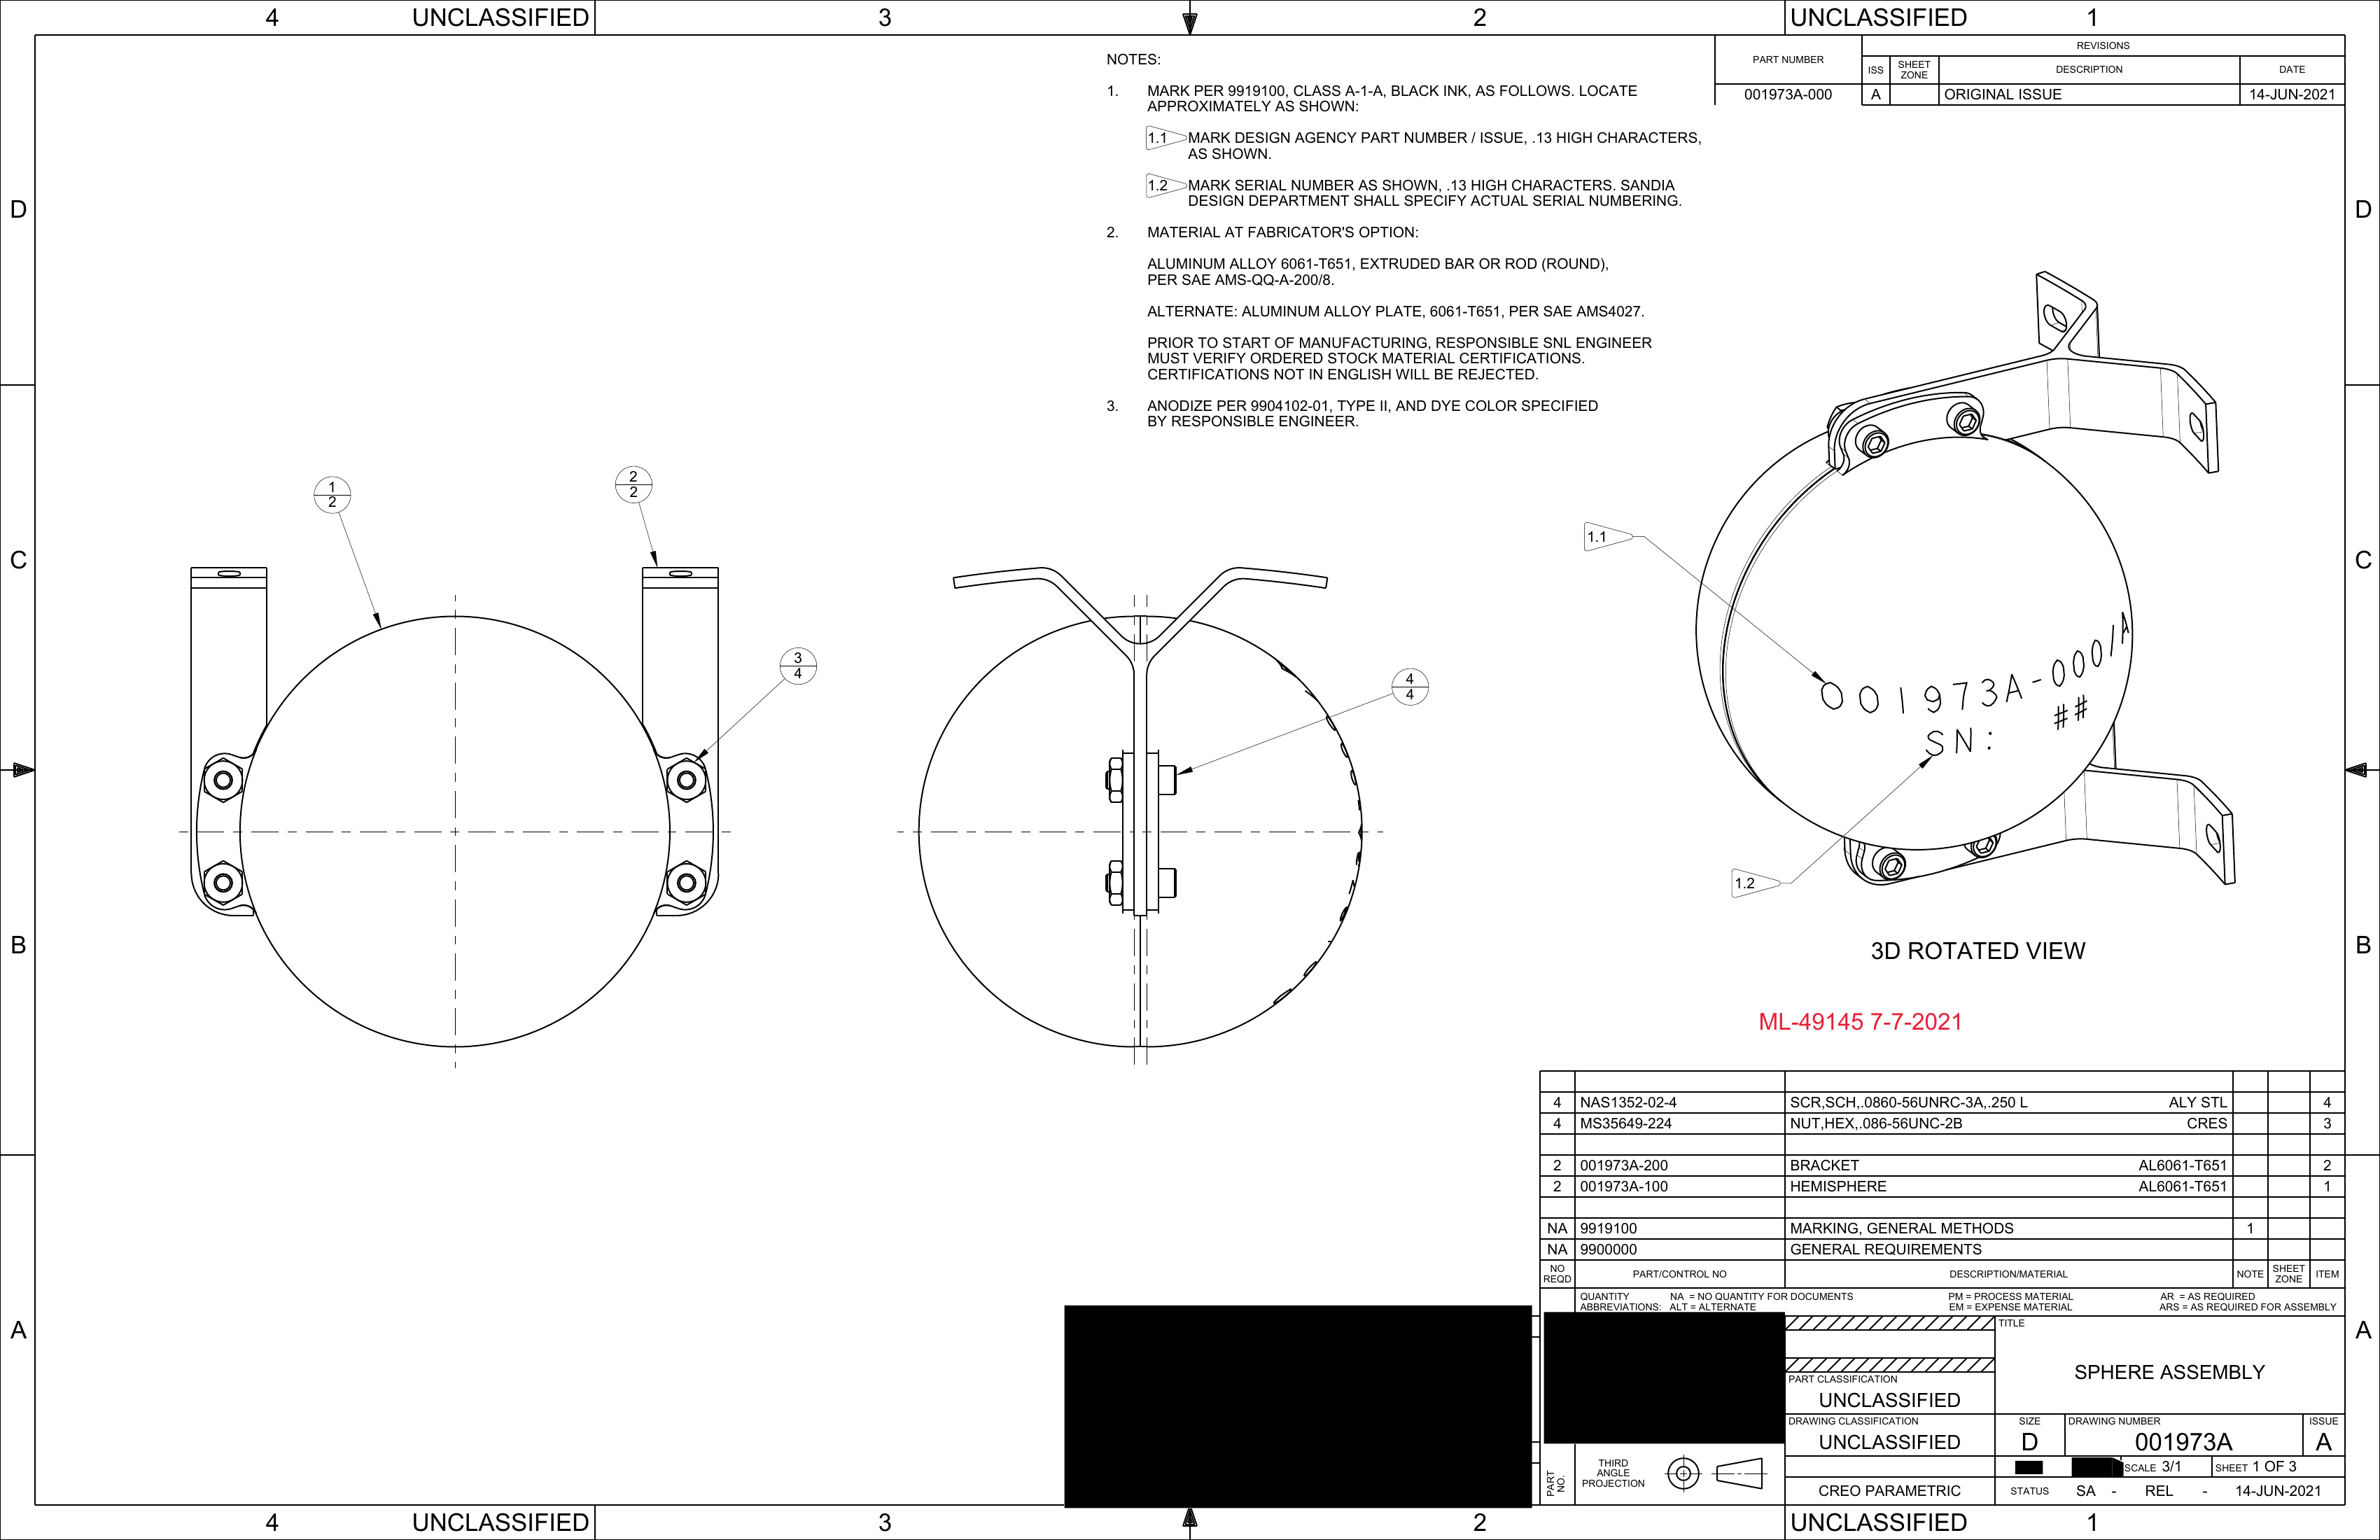 4 UNCLASSIFIED 3 2 UNCLASSIFIED 1
NOTES:
1. MARK PER 9919100, CLASS A-1-A, BLACK INK, AS FOLLOWS. LOCATE
APPROXIMATELY AS SHOWN:
1.1 MARK DESIGN AGENCY PART NUMBER / ISSUE, .13 HIGH CHARACTERS,
AS SHOWN.
1.2 MARK SERIAL NUMBER AS SHOWN, .13 HIGH CHARACTERS. SANDIA
DESIGN DEPARTMENT SHALL SPECIFY ACTUAL SERIAL NUMBERING.
2. MATERIAL AT FABRICATOR'S OPTION:
ALUMINUM ALLOY 6061-T651, EXTRUDED BAR OR ROD (ROUND),
PER SAE AMS-QQ-A-200/8.
ALTERNATE: ALUMINUM ALLOY PLATE, 6061-T651, PER SAE AMS4027.
PRIOR TO START OF MANUFACTURING, RESPONSIBLE SNL ENGINEER
MUST VERIFY ORDERED STOCK MATERIAL CERTIFICATIONS.
CERTIFICATIONS NOT IN ENGLISH WILL BE REJECTED.
3. ANODIZE PER 9904102-01, TYPE II, AND DYE COLOR SPECIFIED
BY RESPONSIBLE ENGINEER.
REVISIONS
PART NUMBER ISS SHEET ZONE DESCRIPTION DATE
001973A-000 A ORIGINAL ISSUE 14-JUN-2021
D D
C C
B B
A A
1
2
2
2
3
4
4
4
1.1
001973A-000/A
SN: ##
1.2
3D ROTATED VIEW
ML-49145 7-7-2021
4 NAS1352-02-4 SCR,SCH,.0860-56UNRC-3A,.250 L ALY STL 4
4 MS35649-224 NUT,HEX,.086-56UNC-2B CRES 3
2 001973A-200 BRACKET AL6061-T651 2
2 001973A-100 HEMISPHERE AL6061-T651 1
NA 9919100 MARKING, GENERAL METHODS 1
NA 9900000 GENERAL REQUIREMENTS
NO REQD PART/CONTROL NO DESCRIPTION/MATERIAL NOTE SHEET ZONE ITEM
QUANTITY NA = NO QUANTITY FOR DOCUMENTS PM = PROCESS MATERIAL AR = AS REQUIRED
ABBREVIATIONS: ALT = ALTERNATE EM = EXPENSE MATERIAL ARS = AS REQUIRED FOR ASSEMBLY
TITLE
SPHERE ASSEMBLY
PART CLASSIFICATION
UNCLASSIFIED
DRAWING CLASSIFICATION SIZE DRAWING NUMBER ISSUE
UNCLASSIFIED D 001973A A
PART NO.
THIRD
ANGLE
PROJECTION
SCALE 3/1 SHEET 1 OF 3
CREO PARAMETRIC STATUS SA - REL - 14-JUN-2021
4 UNCLASSIFIED 3 2 UNCLASSIFIED 1